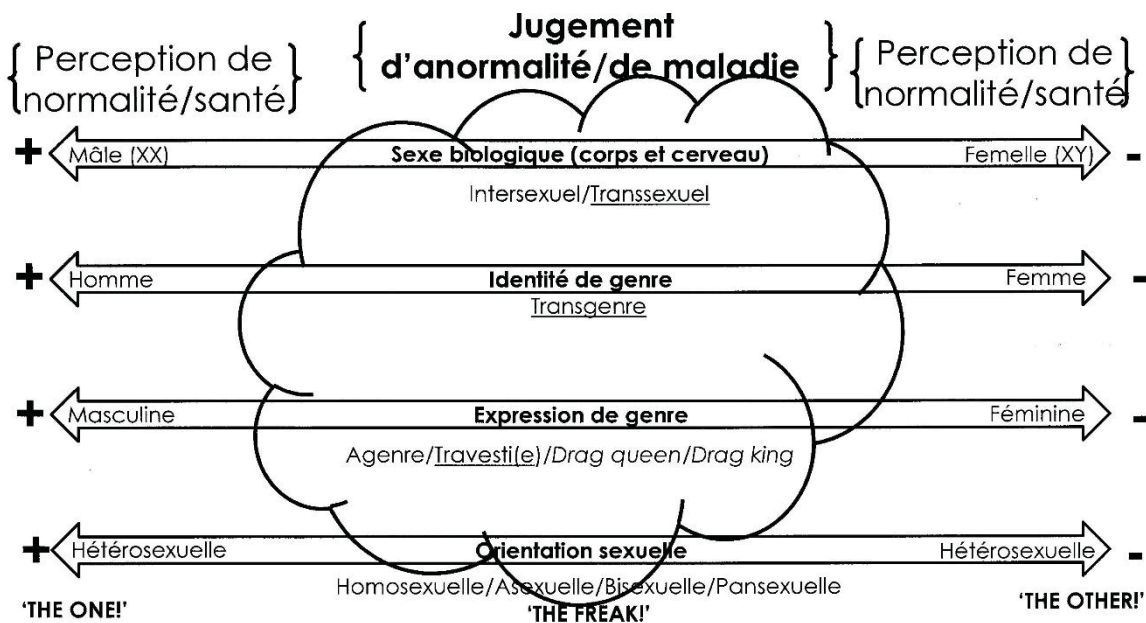 Perception de
normalité/santé
Jugement
d'anormalité/de maladie
Perception de
normalité/santé
+ Mâle (XX) Sexe biologique (corps et cerveau) Femelle (XY) -
Intersexuel/Transsexuel
+ Homme Identité de genre Femme -
Transgenre
+ Masculine Expression de genre Féminine -
Agenre/Travesti(e)/Drag queen/Drag king
+ Hétérosexuelle Orientation sexuelle Hétérosexuelle -
Homosexuelle/Asexuelle/Bisexuelle/Pansexuelle
'THE ONE!' 'THE FREAK!' 'THE OTHER!'